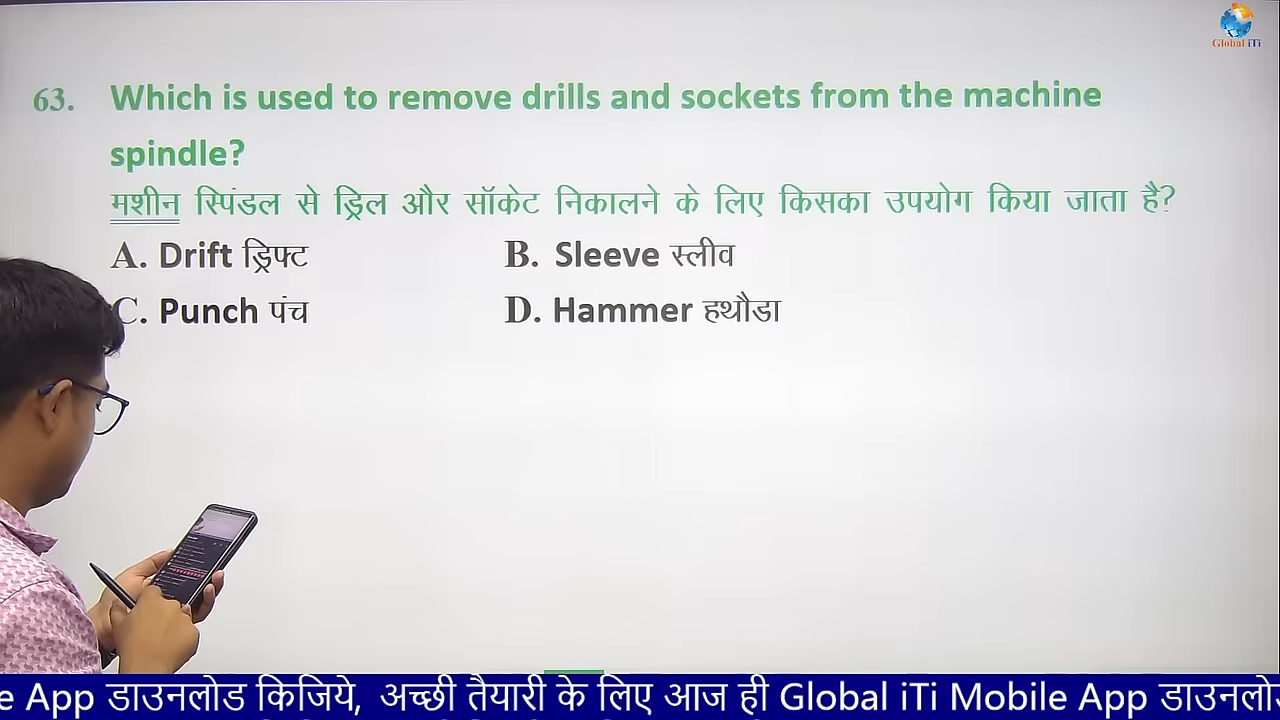 Global iTi
63. Which is used to remove drills and sockets from the machine
spindle?
मशीन स्पिंडल से ड्रिल और सॉकेट निकालने के लिए किसका उपयोग किया जाता है?
A. Drift ड्रिफ्ट B. Sleeve स्लीव
C. Punch पंच D. Hammer हथौडा
e App डाउनलोड किजिये, अच्छी तैयारी के लिए आज ही Global iTi Mobile App डाउनलो